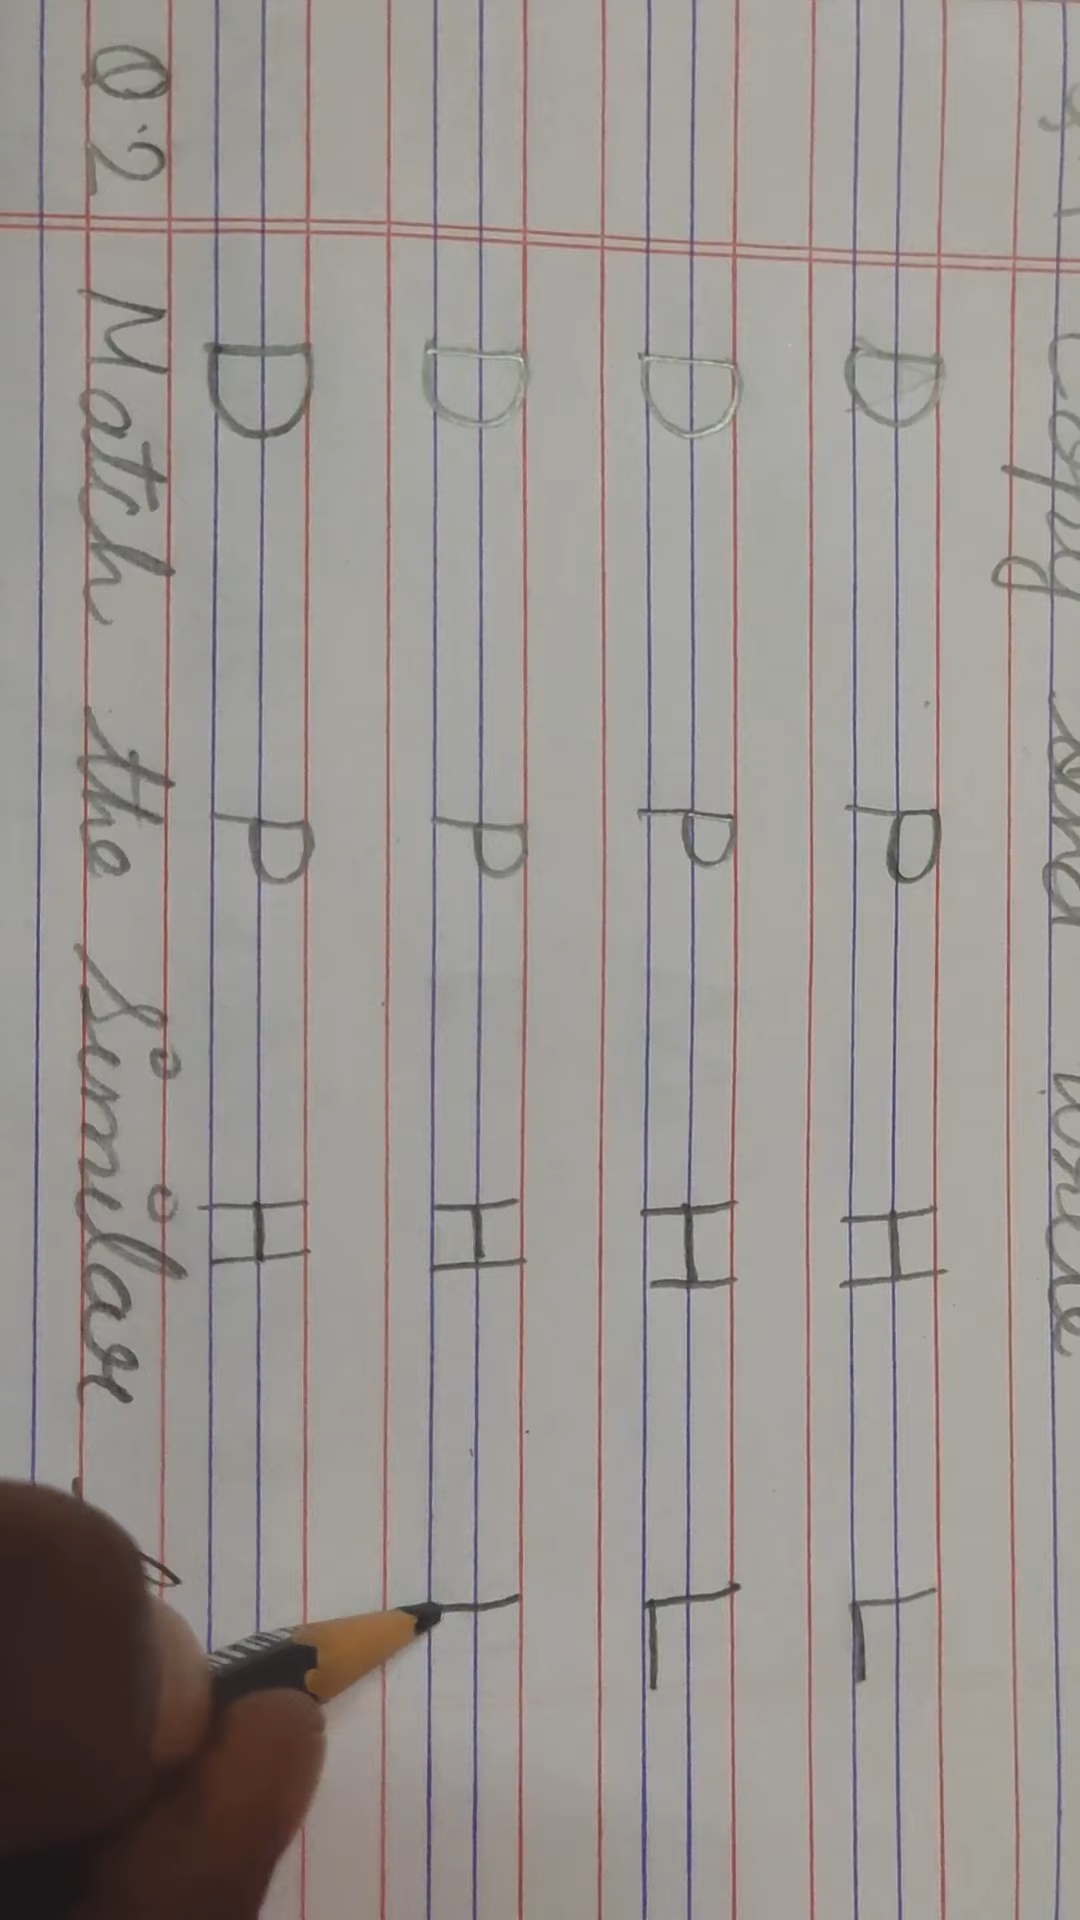 Copy and write
D P H L
D P H L
D P H
D P H
Q.2 Match the similar